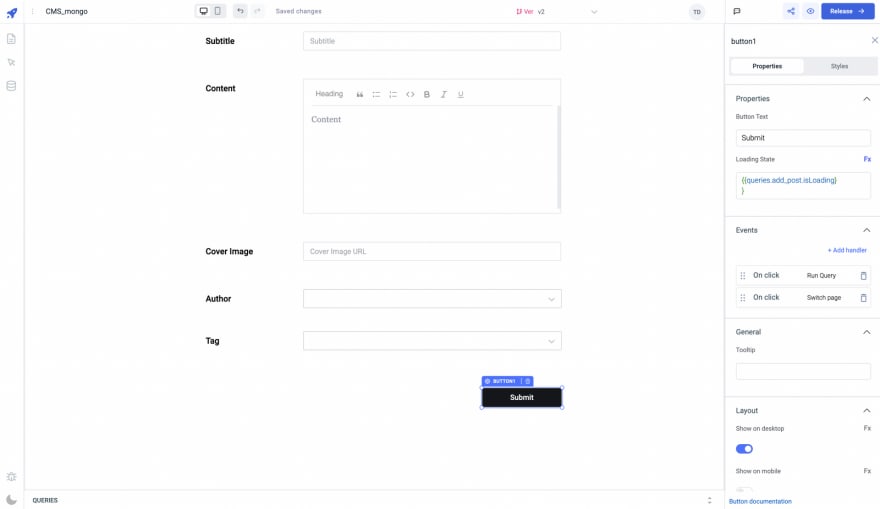 CMS_mongo
Saved changes
Ver v2
TD
Release
Subtitle
Subtitle
Content
Heading
B I U
Content
Cover Image
Cover Image URL
Author
Tag
BUTTON1
Submit
QUERIES
button1
Properties Styles
Properties
Button Text
Submit
Loading State Fx
{{queries.add_post.isLoading}
}
Events
+ Add handler
On click Run Query
On click Switch page
General
Tooltip
Layout
Show on desktop Fx
Show on mobile Fx
Button documentation